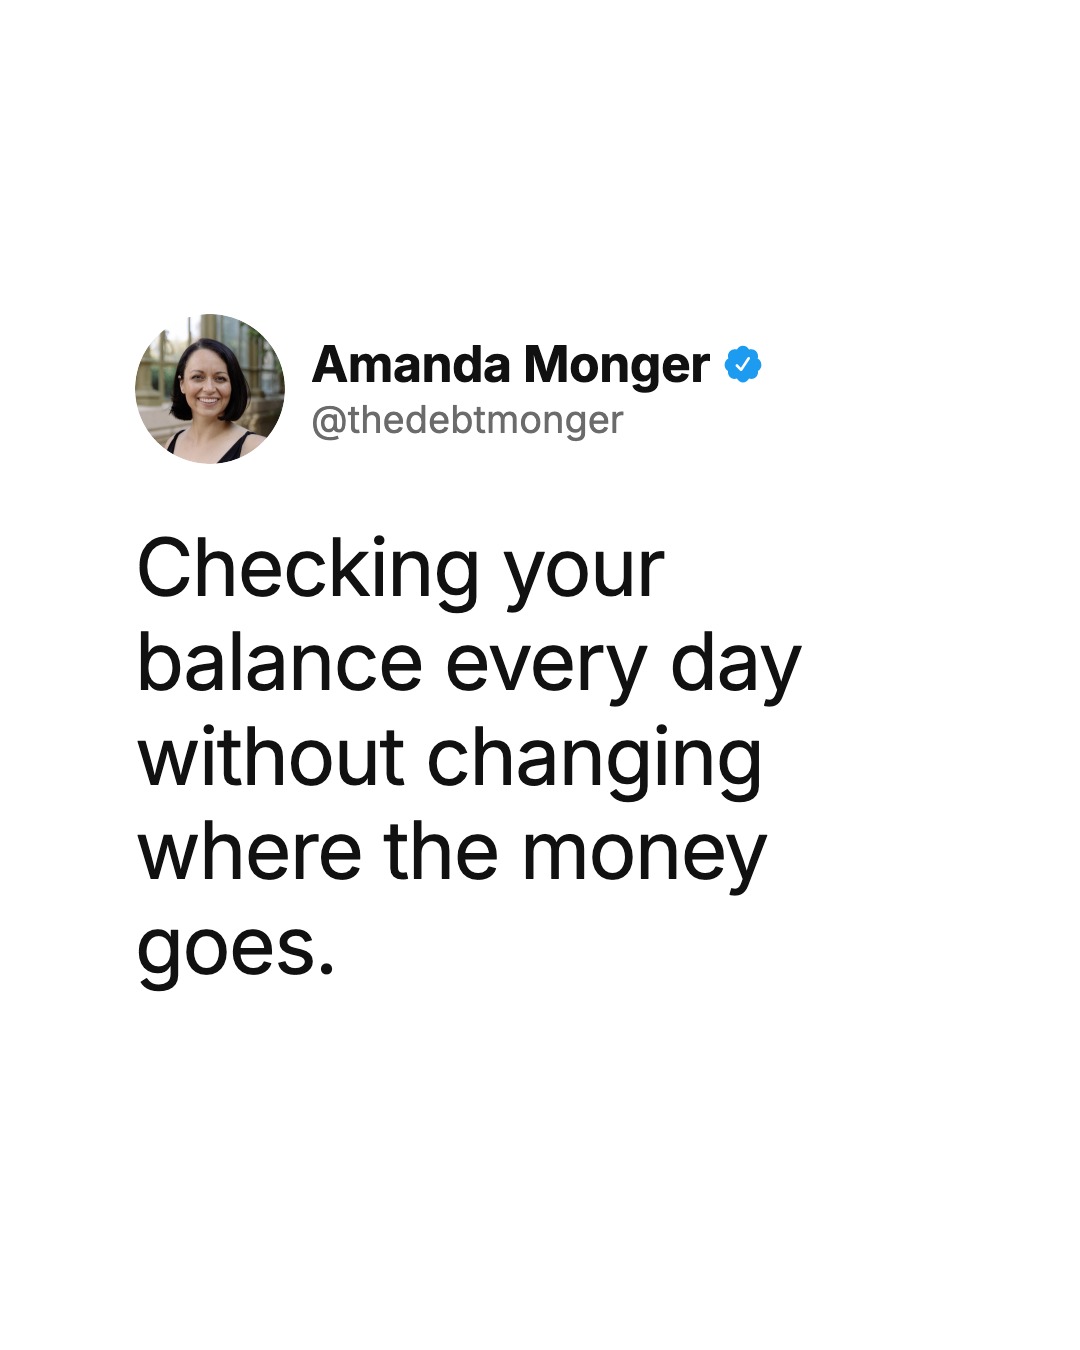 Amanda Monger
@thedebtmonger
Checking your
balance every day
without changing
where the money
goes.